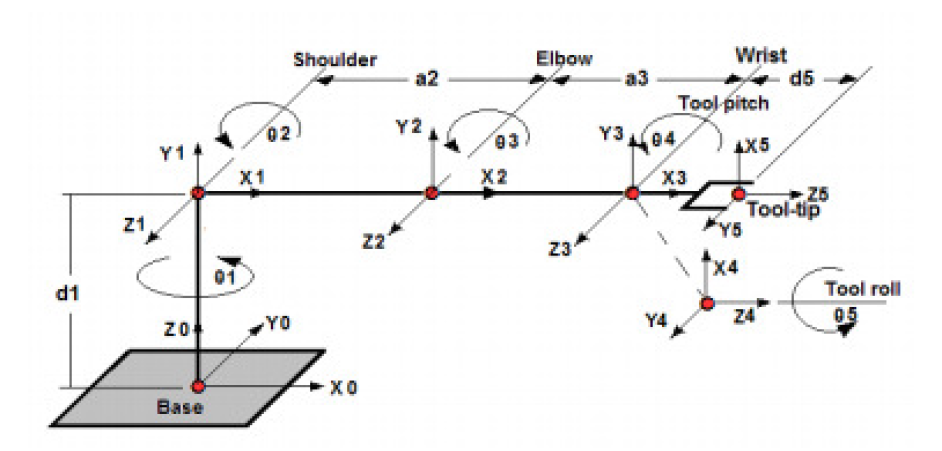 Shoulder
Elbow
Wrist
a2
a3
d5
Tool pitch
θ2
θ3
θ4
Y1
Y2
Y3
X5
X1
X2
X3
Z5
Tool-tip
Z1
Z2
Z3
Y5
θ1
X4
d1
Tool roll
Z0
Y0
Y4
Z4
θ5
X0
Base